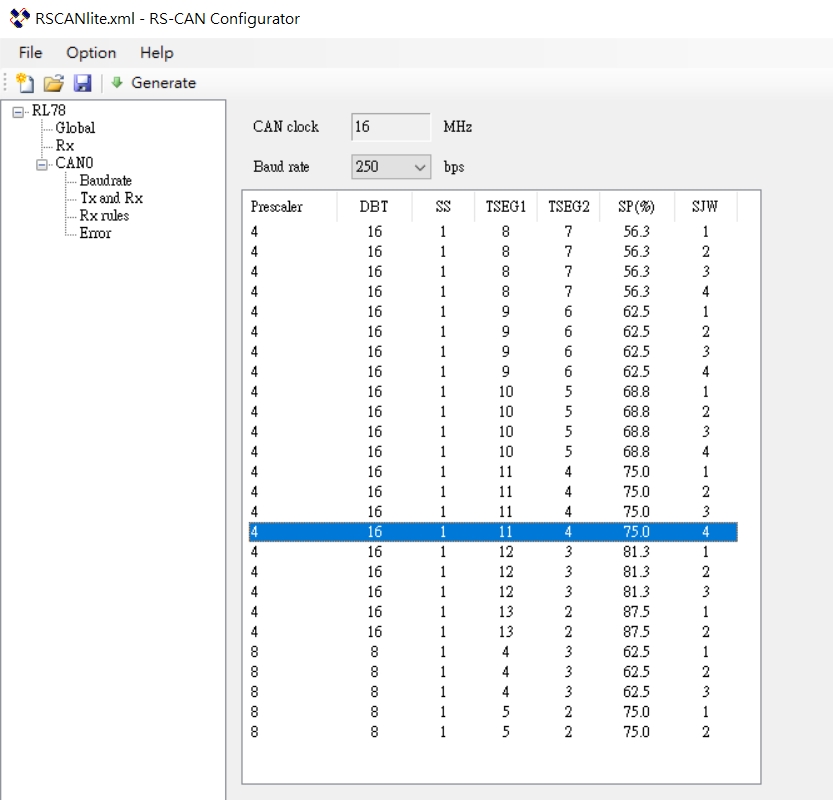 RSCANlite.xml - RS-CAN Configurator
File Option Help
Generate
RL78
Global
Rx
CAN0
Baudrate
Tx and Rx
Rx rules
Error
CAN clock 16 MHz
Baud rate 250 bps
Prescaler DBT SS TSEG1 TSEG2 SP(%) SJW
4 16 1 8 7 56.3 1
4 16 1 8 7 56.3 2
4 16 1 8 7 56.3 3
4 16 1 8 7 56.3 4
4 16 1 9 6 62.5 1
4 16 1 9 6 62.5 2
4 16 1 9 6 62.5 3
4 16 1 9 6 62.5 4
4 16 1 10 5 68.8 1
4 16 1 10 5 68.8 2
4 16 1 10 5 68.8 3
4 16 1 10 5 68.8 4
4 16 1 11 4 75.0 1
4 16 1 11 4 75.0 2
4 16 1 11 4 75.0 3
4 16 1 11 4 75.0 4
4 16 1 12 3 81.3 1
4 16 1 12 3 81.3 2
4 16 1 12 3 81.3 3
4 16 1 13 2 87.5 1
4 16 1 13 2 87.5 2
8 8 1 4 3 62.5 1
8 8 1 4 3 62.5 2
8 8 1 4 3 62.5 3
8 8 1 5 2 75.0 1
8 8 1 5 2 75.0 2